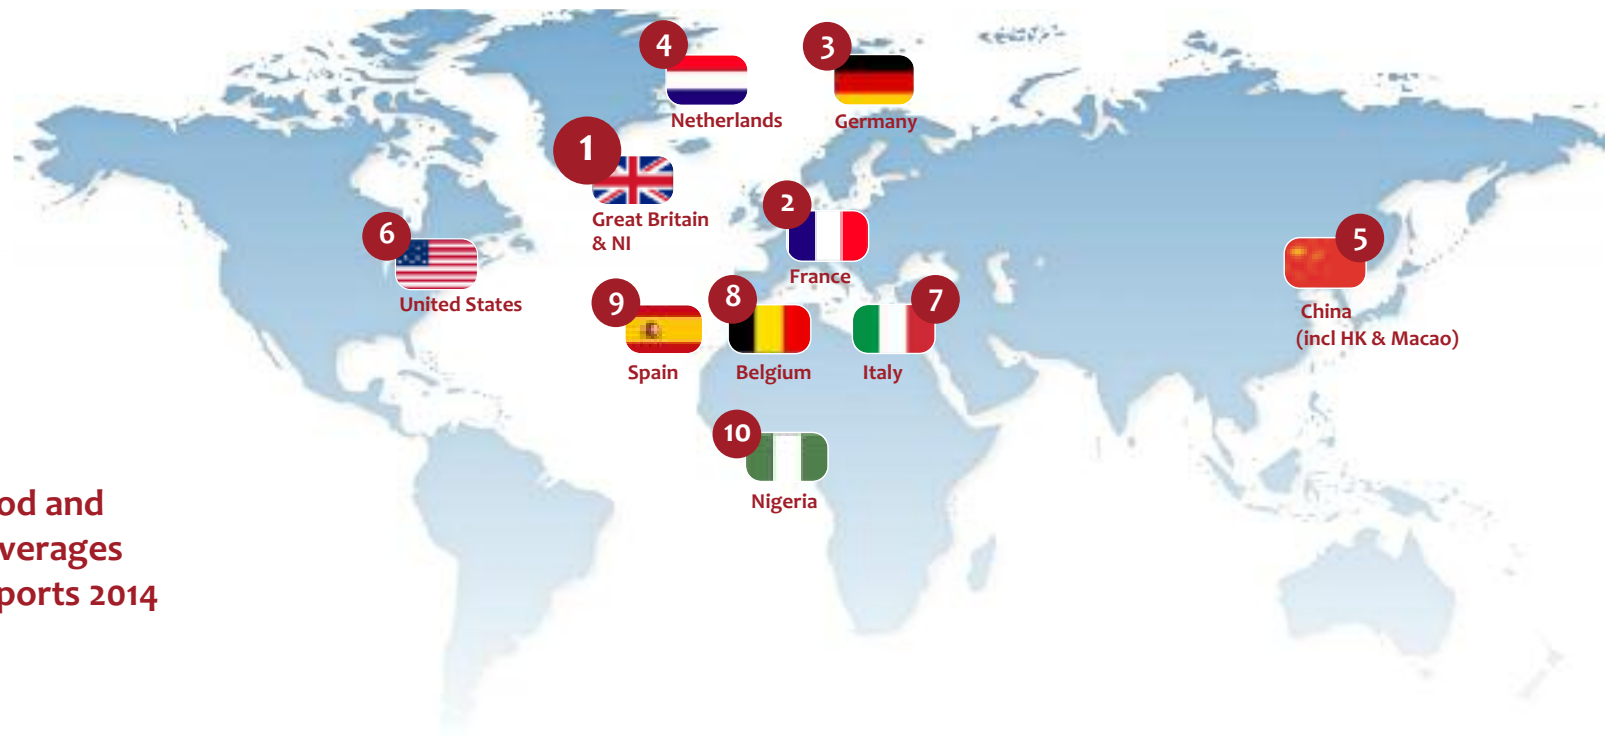 4
Netherlands
3
Germany
1
Great Britain
& NI
2
France
6
United States
5
China
(incl HK & Macao)
9
Spain
8
Belgium
7
Italy
10
Nigeria
od and
verages
ports 2014